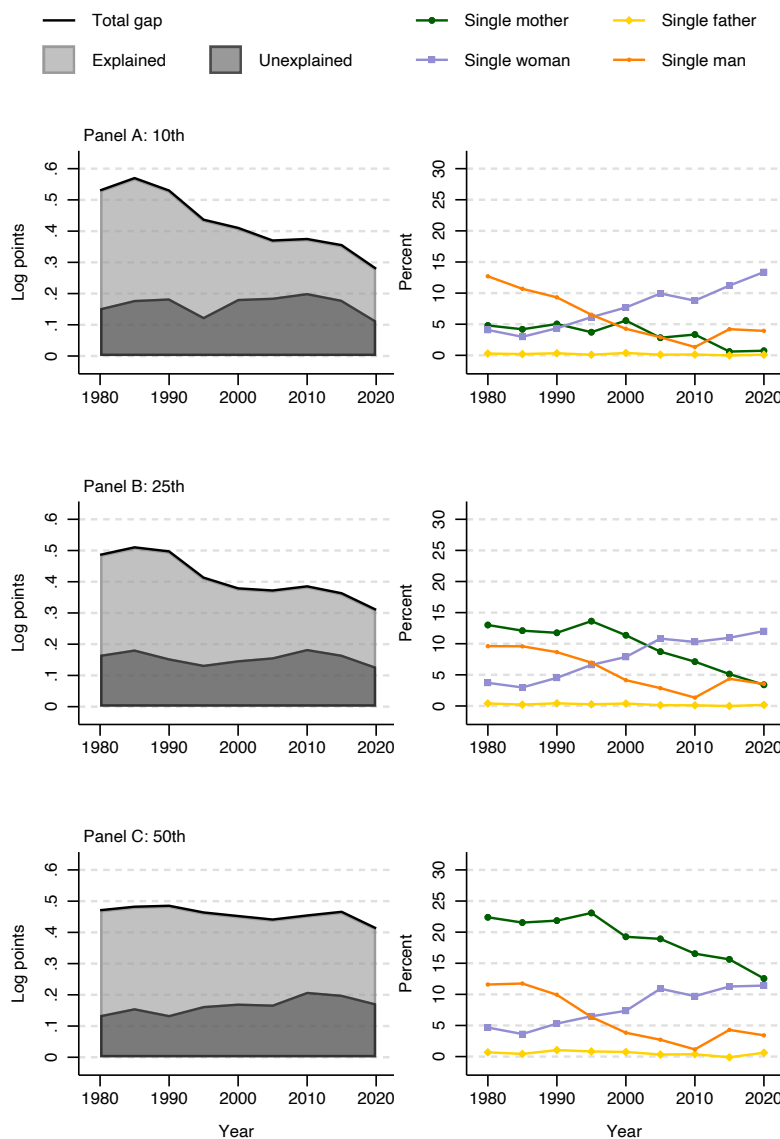 Total gap
Single mother
Single father
Explained
Unexplained
Single woman
Single man
Panel A: 10th
Log points
0 .1 .2 .3 .4 .5 .6
1980 1990 2000 2010 2020
Percent
0 5 10 15 20 25 30
1980 1990 2000 2010 2020
Panel B: 25th
Log points
0 .1 .2 .3 .4 .5 .6
1980 1990 2000 2010 2020
Percent
0 5 10 15 20 25 30
1980 1990 2000 2010 2020
Panel C: 50th
Log points
0 .1 .2 .3 .4 .5 .6
1980 1990 2000 2010 2020
Year
Percent
0 5 10 15 20 25 30
1980 1990 2000 2010 2020
Year